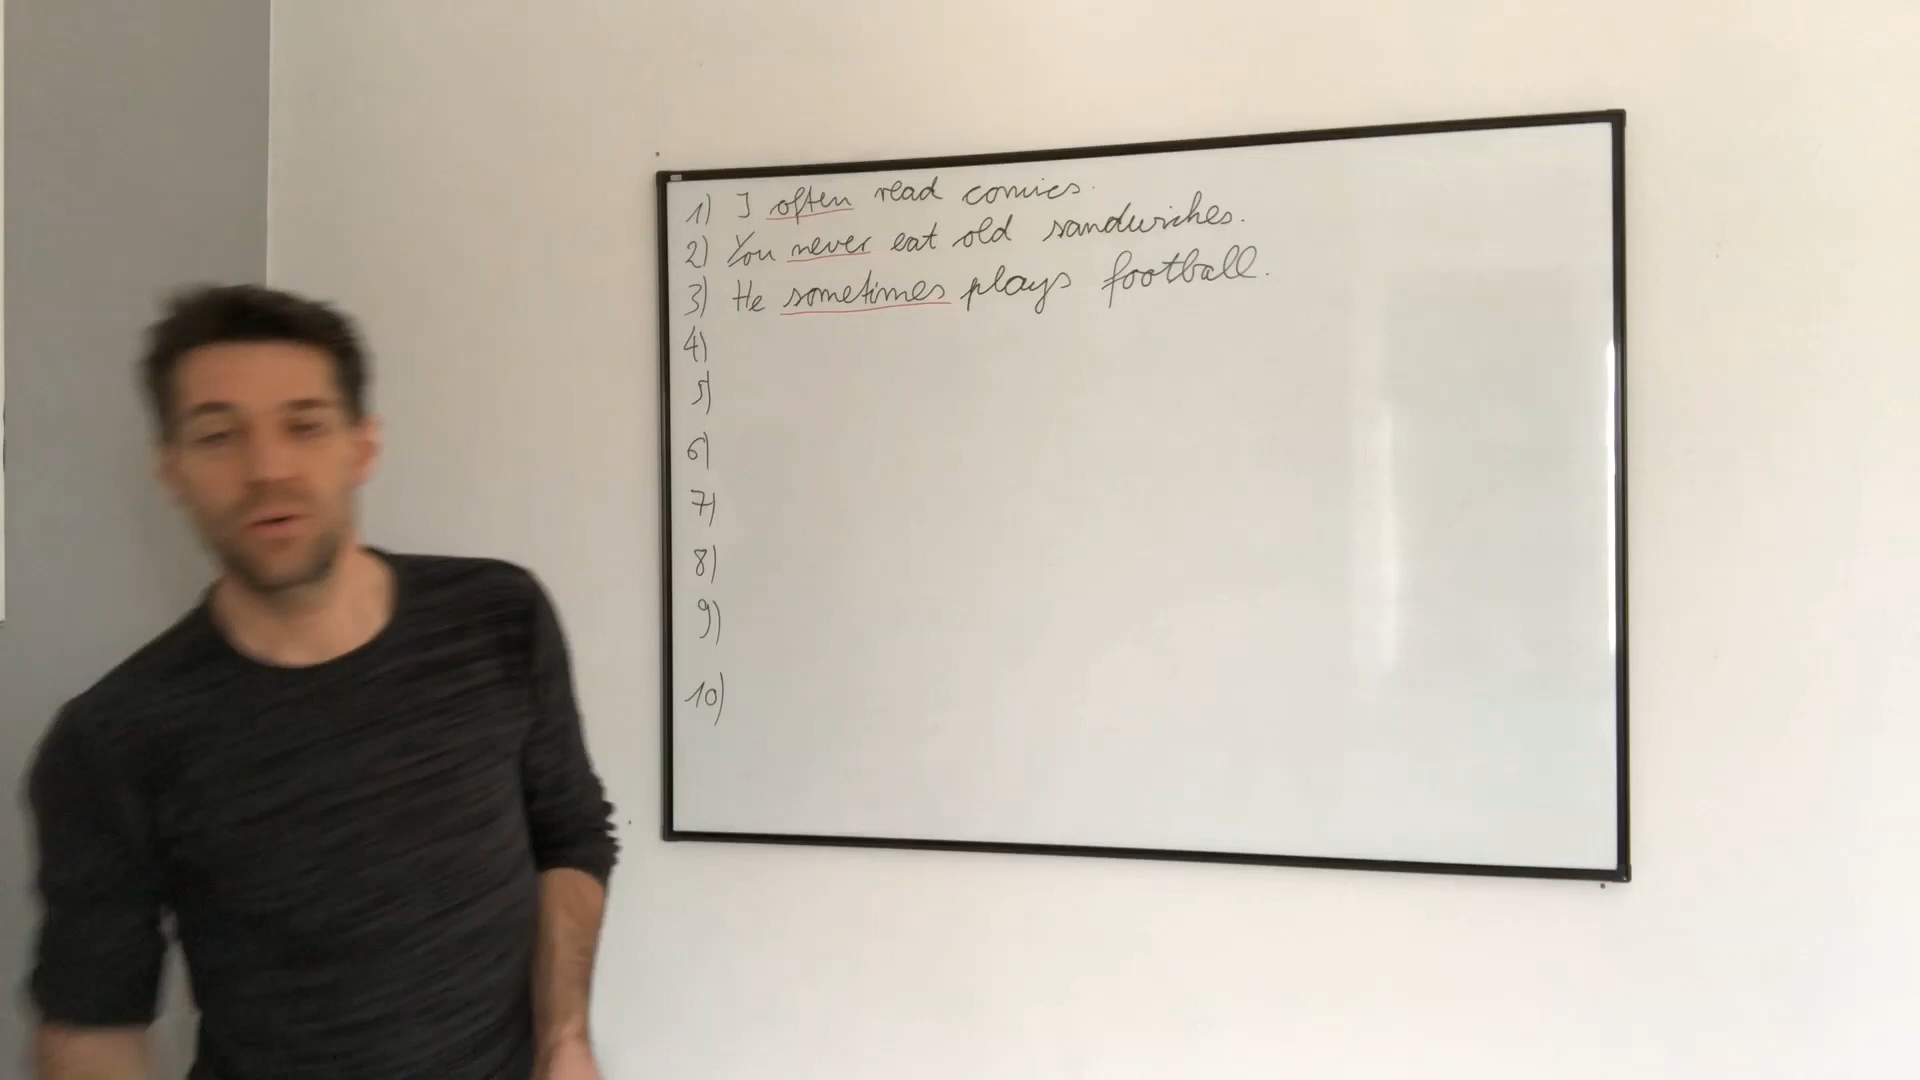 1) I often read comics.
2) You never eat old sandwiches.
3) He sometimes plays football.
4)
5)
6)
7)
8)
9)
10)